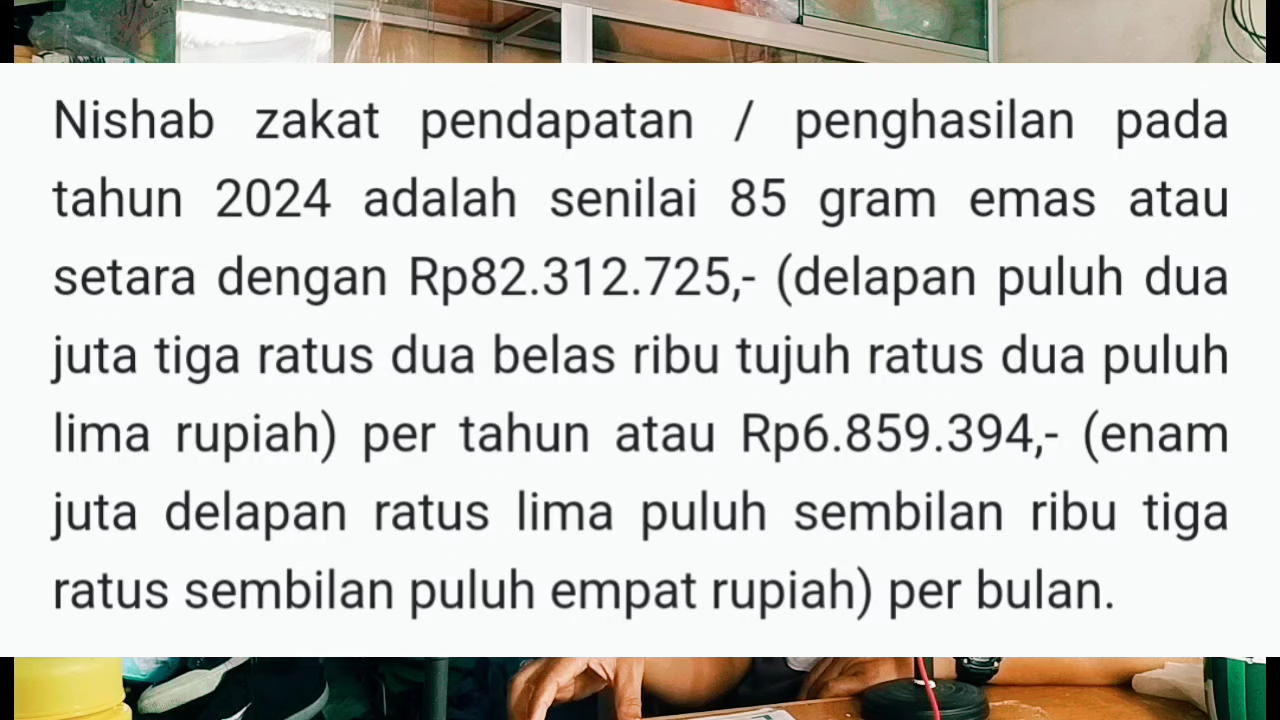 Nishab zakat pendapatan / penghasilan pada
tahun 2024 adalah senilai 85 gram emas atau
setara dengan Rp82.312.725,- (delapan puluh dua
juta tiga ratus dua belas ribu tujuh ratus dua puluh
lima rupiah) per tahun atau Rp6.859.394,- (enam
juta delapan ratus lima puluh sembilan ribu tiga
ratus sembilan puluh empat rupiah) per bulan.